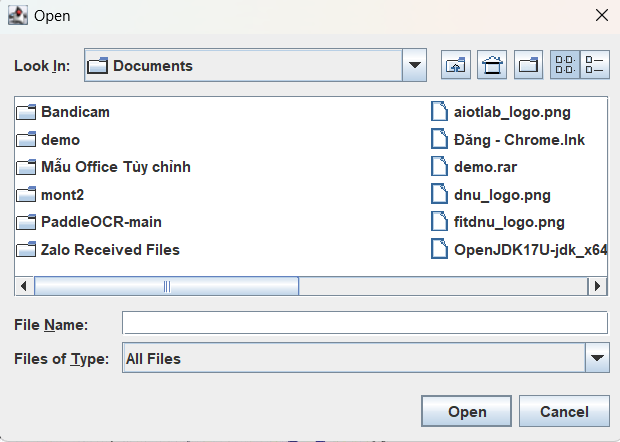 Open
Look In: Documents
Bandicam
demo
Mẫu Office Tùy chỉnh
mont2
PaddleOCR-main
Zalo Received Files
aiotlab_logo.png
Đăng - Chrome.lnk
demo.rar
dnu_logo.png
fitdnu_logo.png
OpenJDK17U-jdk_x64
File Name:
Files of Type: All Files
Open Cancel